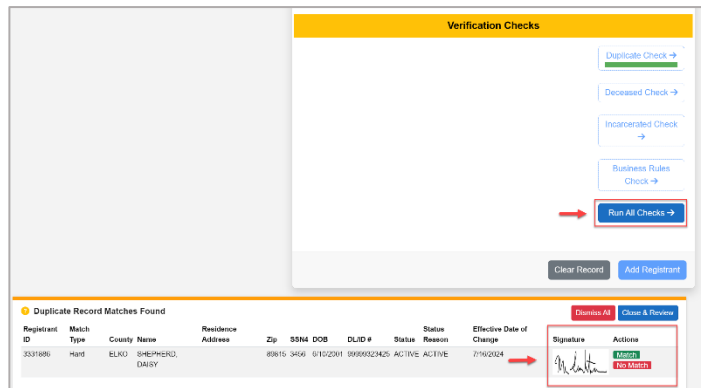 Verification Checks
Duplicate Check →
Deceased Check →
Incarcerated Check
→
Business Rules
Check →
Run All Checks →
Clear Record Add Registrant
Duplicate Record Matches Found Dismiss All Close & Review
Registrant Match Residence Status Effective Date of
ID Type County Name Address Zip SSN4 DOB DL/ID # Status Reason Change Signature Actions
3331886 Hard ELKO SHEPHERD, 89815 3456 6/10/2001 99999323425 ACTIVE ACTIVE 7/16/2024 Match
DAISY No Match